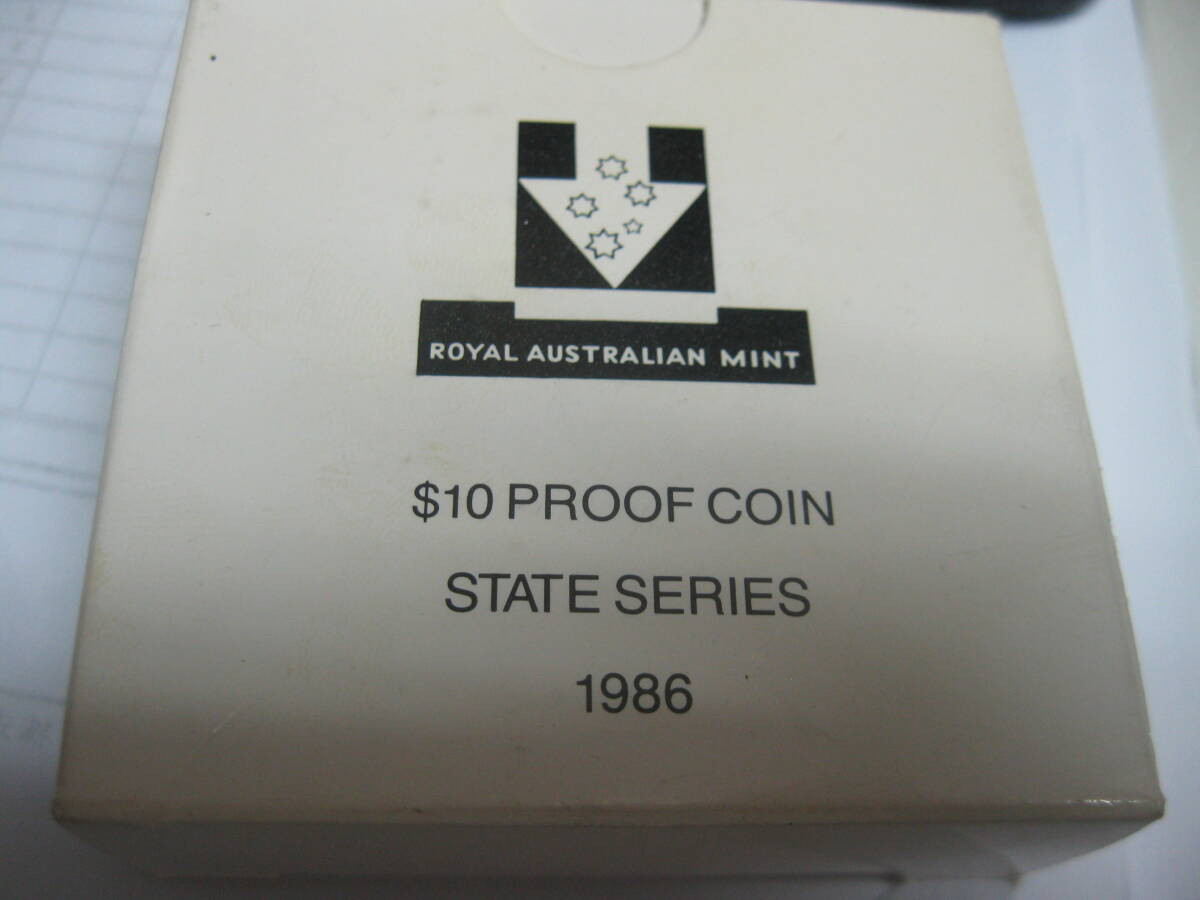 ROYAL AUSTRALIAN MINT
$10 PROOF COIN
STATE SERIES
1986